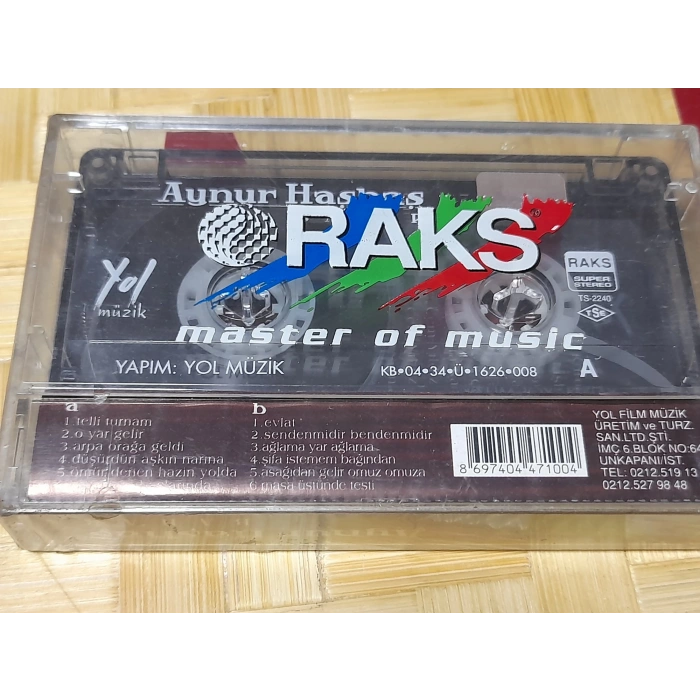 Aynur Haşhaş
RAKS
Yol
müzik
RAKS
SUPER
STEREO
TS-2240
TSE
master of music
YAPIM: YOL MÜZİK
KB•04•34•Ü•1626•008
A
a
1.telli turnam
2.o yar gelir
3.arpa orağa geldi
4.düşürdün aşkın narına
5.ömür denen hazin yolda
b
1.evlat
2.sendenmidir bendenmidir
3.ağlama yar ağlama
4.şifa istemem bağından
5.aşağıdan gelir omuz omuza
6.masa üstünde testi
8 697404 471004
YOL FİLM MÜZİK
ÜRETİM ve TURZ.
SAN.LTD.ŞTİ.
İMC 6.BLOK NO:64
UNKAPANI/İST.
TEL: 0212.519 13
0212.527 98 48